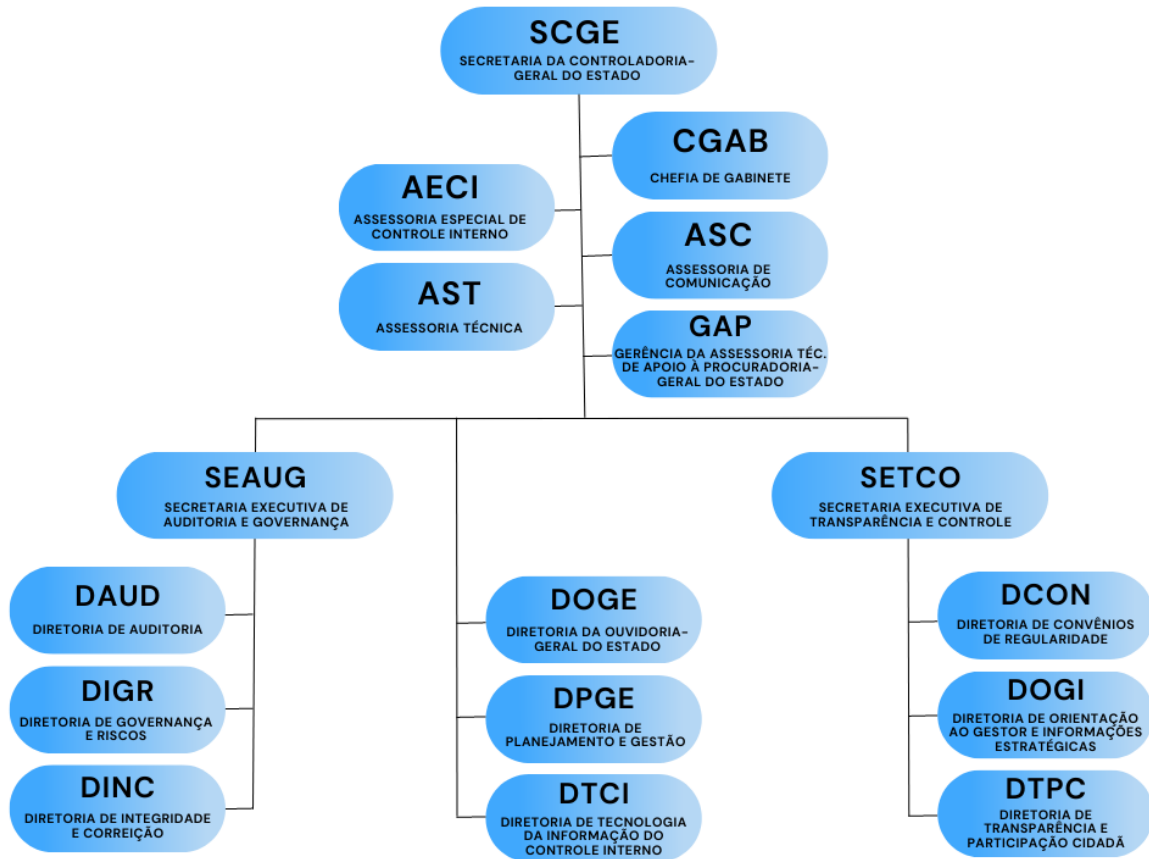 SCGE
SECRETARIA DA CONTROLADORIA-
GERAL DO ESTADO
CGAB
CHEFIA DE GABINETE
AECI
ASSESSORIA ESPECIAL DE
CONTROLE INTERNO
ASC
ASSESSORIA DE
COMUNICAÇÃO
AST
ASSESSORIA TÉCNICA
GAP
GERÊNCIA DA ASSESSORIA TÉC.
DE APOIO À PROCURADORIA-
GERAL DO ESTADO
SEAUG
SECRETARIA EXECUTIVA DE
AUDITORIA E GOVERNANÇA
SETCO
SECRETARIA EXECUTIVA DE
TRANSPARÊNCIA E CONTROLE
DAUD
DIRETORIA DE AUDITORIA
DIGR
DIRETORIA DE GOVERNANÇA
E RISCOS
DINC
DIRETORIA DE INTEGRIDADE
E CORREIÇÃO
DOGE
DIRETORIA DA OUVIDORIA-
GERAL DO ESTADO
DPGE
DIRETORIA DE
PLANEJAMENTO E GESTÃO
DTCI
DIRETORIA DE TECNOLOGIA
DA INFORMAÇÃO DO
CONTROLE INTERNO
DCON
DIRETORIA DE CONVÊNIOS
DE REGULARIDADE
DOGI
DIRETORIA DE ORIENTAÇÃO
AO GESTOR E INFORMAÇÕES
ESTRATÉGICAS
DTPC
DIRETORIA DE
TRANSPARÊNCIA E
PARTICIPAÇÃO CIDADÃ